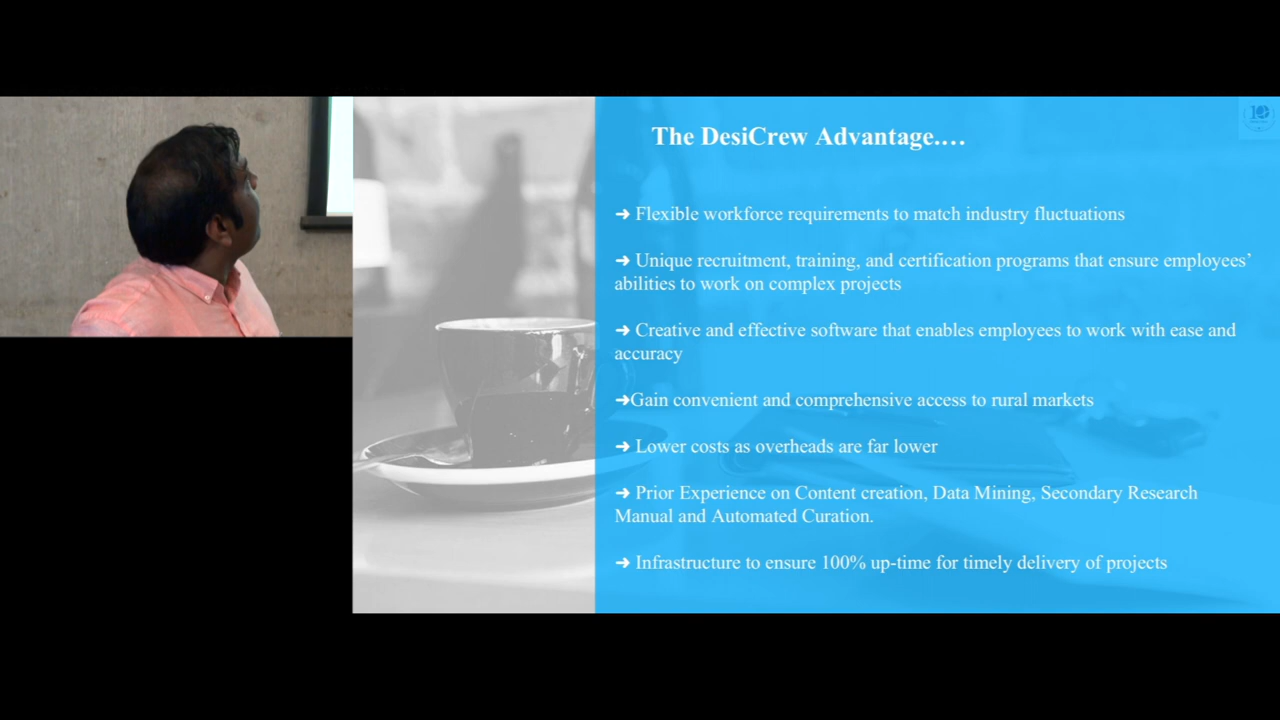 The DesiCrew Advantage.…
➜ Flexible workforce requirements to match industry fluctuations
➜ Unique recruitment, training, and certification programs that ensure employees’
abilities to work on complex projects
➜ Creative and effective software that enables employees to work with ease and
accuracy
➜Gain convenient and comprehensive access to rural markets
➜ Lower costs as overheads are far lower
➜ Prior Experience on Content creation, Data Mining, Secondary Research
Manual and Automated Curation.
➜ Infrastructure to ensure 100% up-time for timely delivery of projects